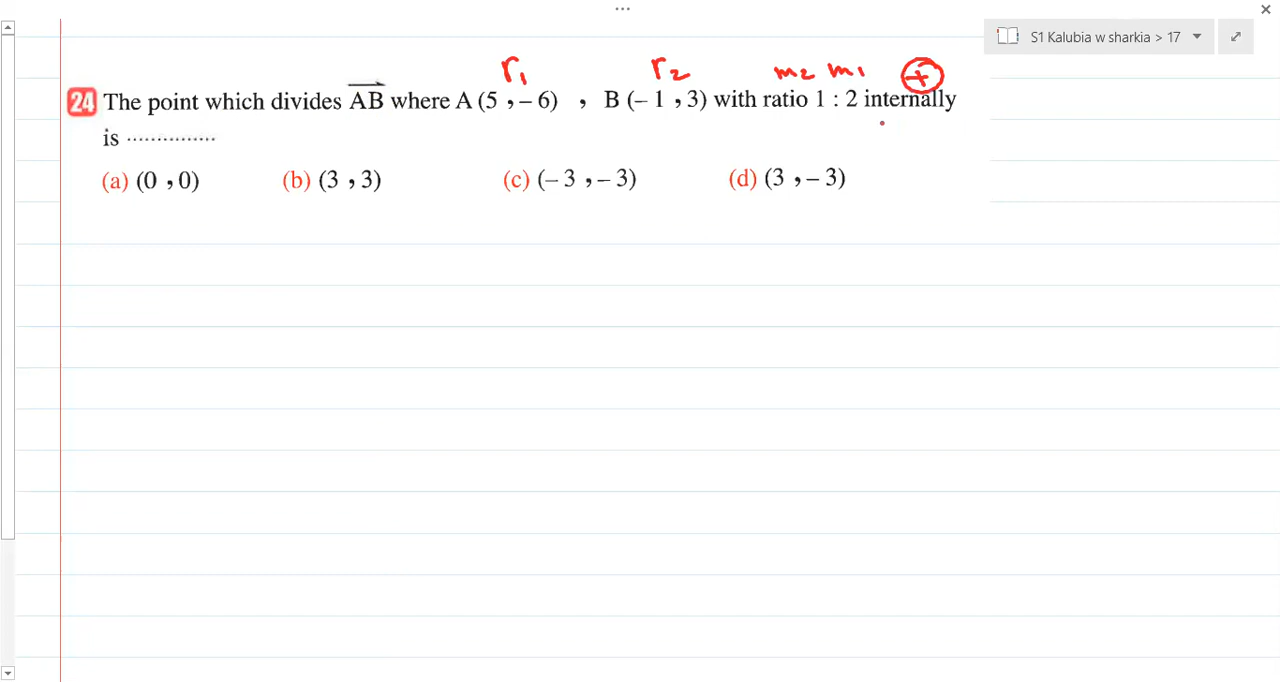 S1 Kalubia w sharkia > 17
r1 r2 m2 m1 +
24 The point which divides AB where A (5 , – 6) , B (– 1 , 3) with ratio 1 : 2 internally
is ...............
(a) (0 , 0) (b) (3 , 3) (c) (– 3 , – 3) (d) (3 , – 3)